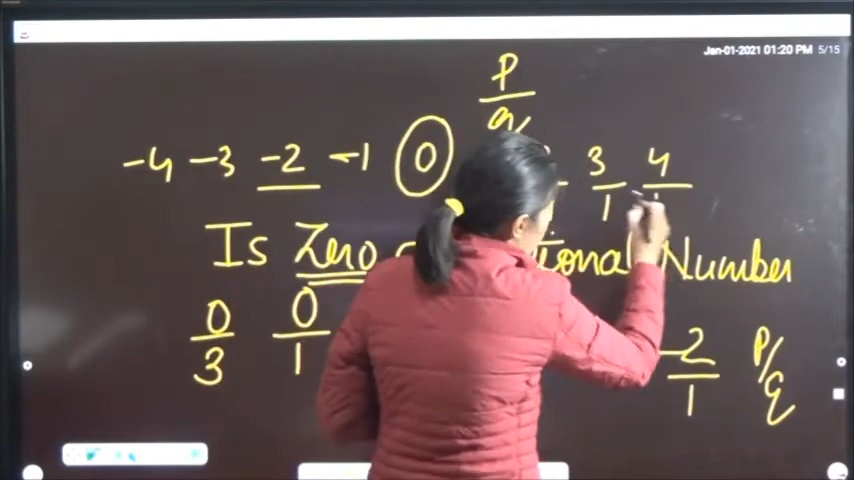 Jan-01-2021 01:20 PM 5/15
P/q
-4 -3 -2 -1 0 3/1 4/1
Is Zero Number
0/3 0/1 -2/1 P/q